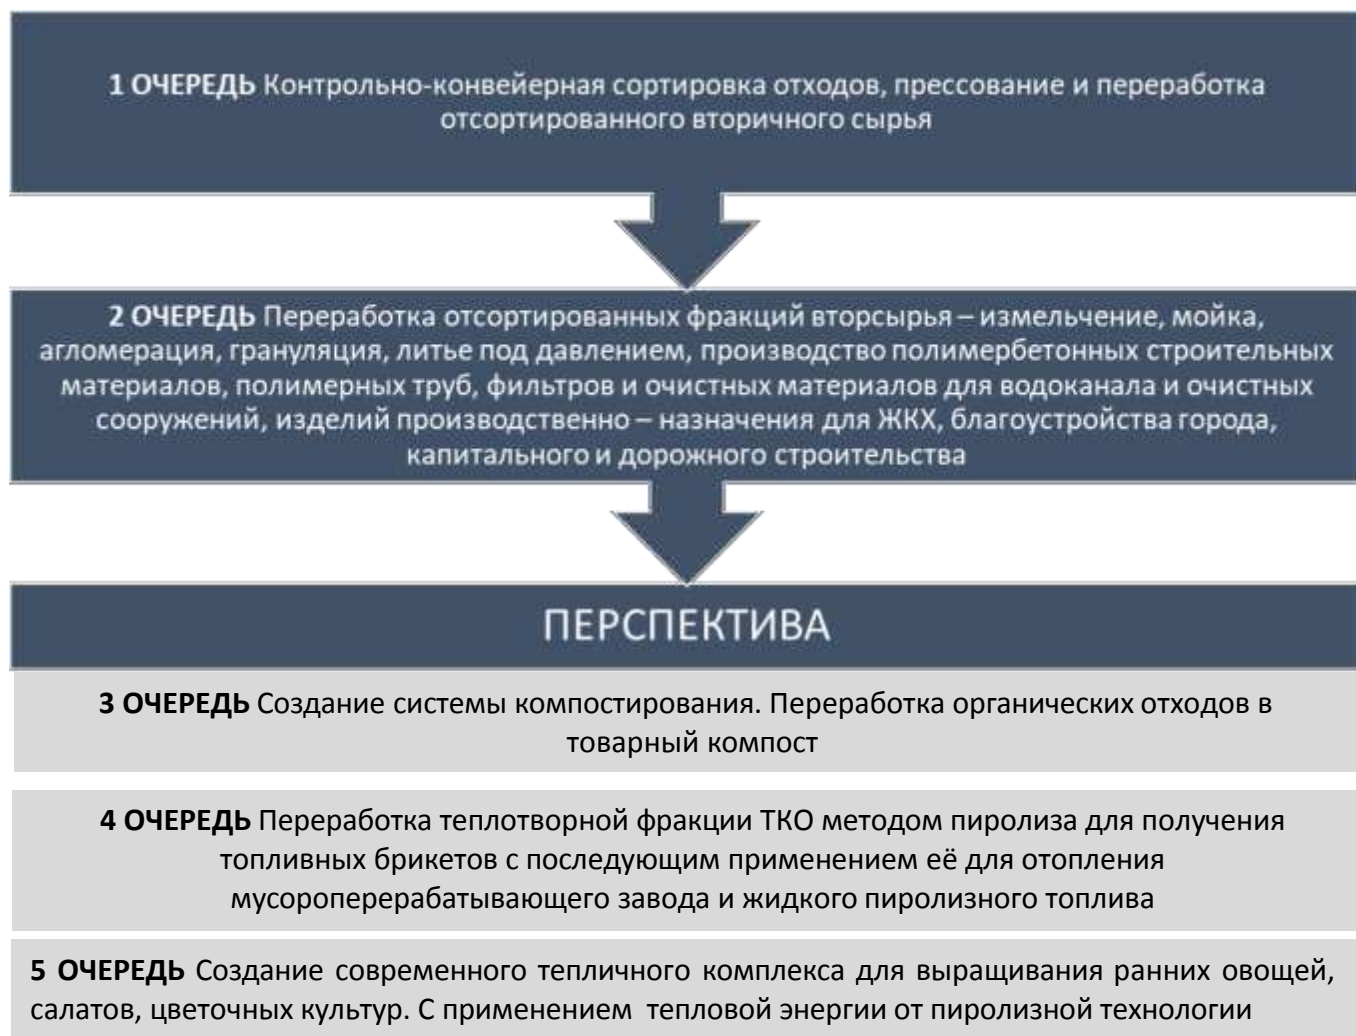 1 ОЧЕРЕДЬ Контрольно-конвейерная сортировка отходов, прессование и переработка
отсортированного вторичного сырья
2 ОЧЕРЕДЬ Переработка отсортированных фракций вторсырья – измельчение, мойка,
агломерация, грануляция, литье под давлением, производство полимербетонных строительных
материалов, полимерных труб, фильтров и очистных материалов для водоканала и очистных
сооружений, изделий производственно – назначения для ЖКХ, благоустройства города,
капитального и дорожного строительства
ПЕРСПЕКТИВА
3 ОЧЕРЕДЬ Создание системы компостирования. Переработка органических отходов в
товарный компост
4 ОЧЕРЕДЬ Переработка теплотворной фракции ТКО методом пиролиза для получения
топливных брикетов с последующим применением её для отопления
мусороперерабатывающего завода и жидкого пиролизного топлива
5 ОЧЕРЕДЬ Создание современного тепличного комплекса для выращивания ранних овощей,
салатов, цветочных культур. С применением тепловой энергии от пиролизной технологии